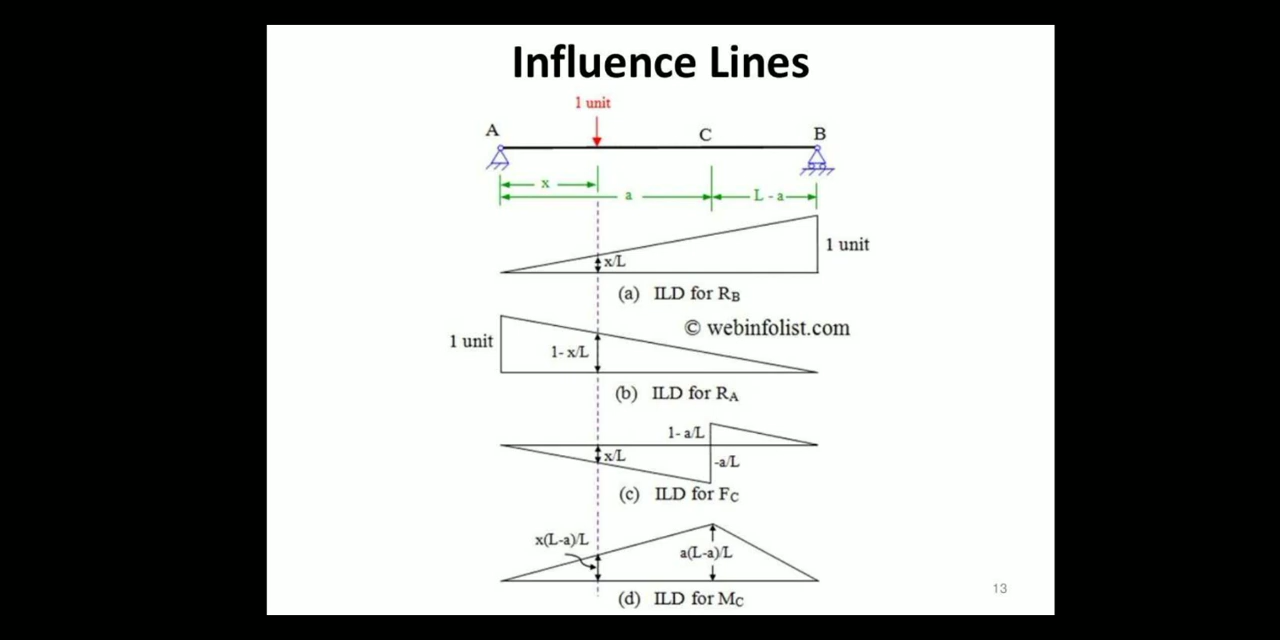 Influence Lines
1 unit
A
C
B
x
a
L - a
1 unit
x/L
(a) ILD for RB
© webinfolist.com
1 unit
1- x/L
(b) ILD for RA
1- a/L
x/L
-a/L
(c) ILD for FC
x(L-a)/L
a(L-a)/L
(d) ILD for MC
13